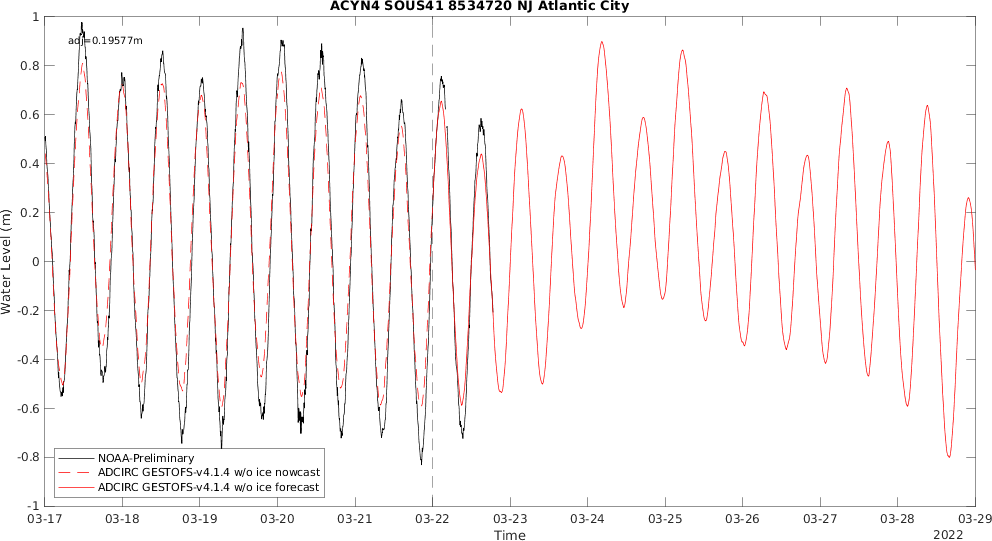 ACYN4 SOUS41 8534720 NJ Atlantic City
adj=0.19577m
1
0.8
0.6
0.4
0.2
0
-0.2
-0.4
-0.6
-0.8
-1
Water Level (m)
NOAA-Preliminary
ADCIRC GESTOFS-v4.1.4 w/o ice nowcast
ADCIRC GESTOFS-v4.1.4 w/o ice forecast
03-17 03-18 03-19 03-20 03-21 03-22 03-23 03-24 03-25 03-26 03-27 03-28 03-29
Time
2022